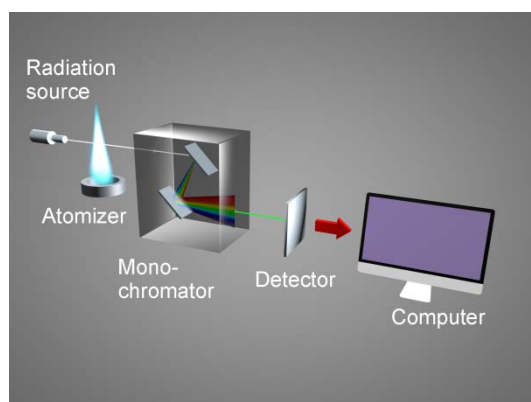 Radiation
source
Atomizer
Mono-
chromator
Detector
Computer